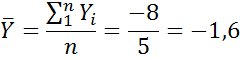 Ȳ = ∑₁ⁿ Yᵢ / n = −8 / 5 = −1,6